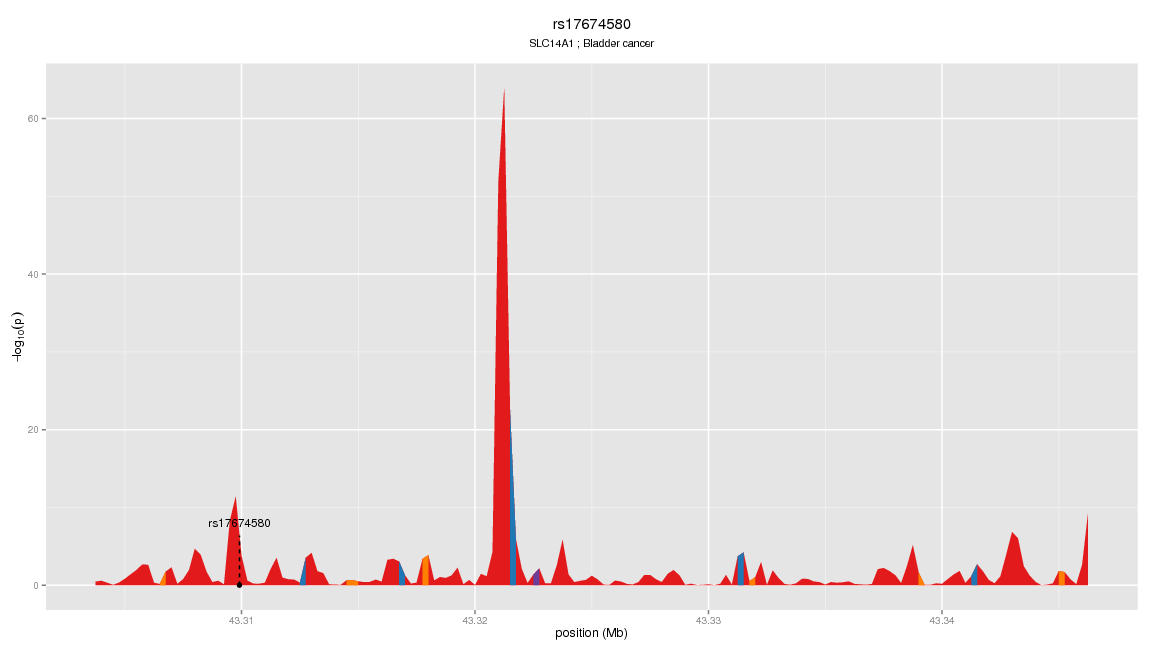 rs17674580
SLC14A1 ; Bladder cancer
−log10(p)
60
40
20
0
rs17674580
43.31
43.32
43.33
43.34
position (Mb)